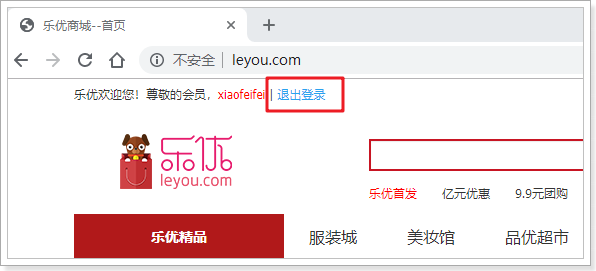 乐优商城--首页
不安全 leyou.com
乐优欢迎您！尊敬的会员，xiaofeifei | 退出登录
乐优
leyou.com
乐优首发 亿元优惠 9.9元团购
乐优精品 服装城 美妆馆 品优超市